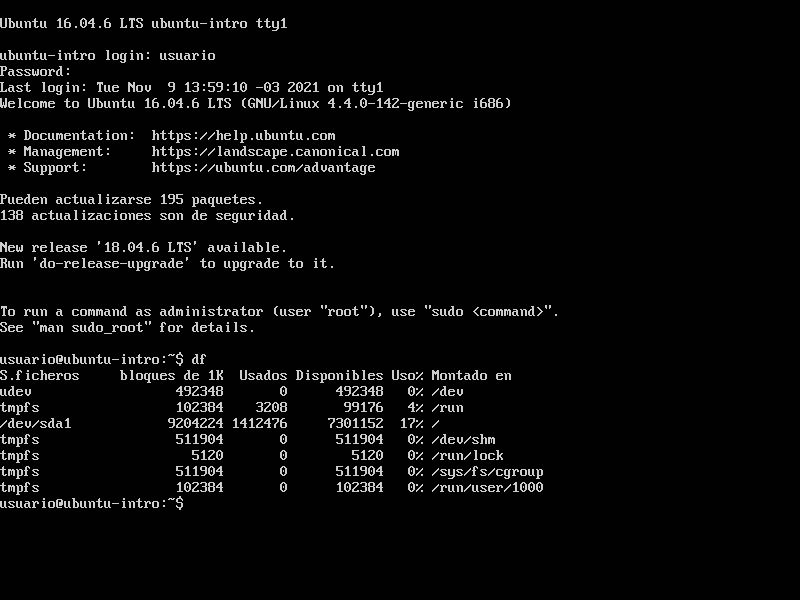 Ubuntu 16.04.6 LTS ubuntu-intro tty1
ubuntu-intro login: usuario
Password:
Last login: Tue Nov  9 13:59:10 -03 2021 on tty1
Welcome to Ubuntu 16.04.6 LTS (GNU/Linux 4.4.0-142-generic i686)
 * Documentation:  https://help.ubuntu.com
 * Management:     https://landscape.canonical.com
 * Support:        https://ubuntu.com/advantage
Pueden actualizarse 195 paquetes.
138 actualizaciones son de seguridad.
New release '18.04.6 LTS' available.
Run 'do-release-upgrade' to upgrade to it.
To run a command as administrator (user "root"), use "sudo <command>".
See "man sudo_root" for details.
usuario@ubuntu-intro:~$ df
S.ficheros     bloques de 1K  Usados Disponibles Uso% Montado en
udev                  492348       0      492348   0% /dev
tmpfs                 102384    3208       99176   4% /run
/dev/sda1            9204224 1412476     7301152  17% /
tmpfs                 511904       0      511904   0% /dev/shm
tmpfs                   5120       0        5120   0% /run/lock
tmpfs                 511904       0      511904   0% /sys/fs/cgroup
tmpfs                 102384       0      102384   0% /run/user/1000
usuario@ubuntu-intro:~$